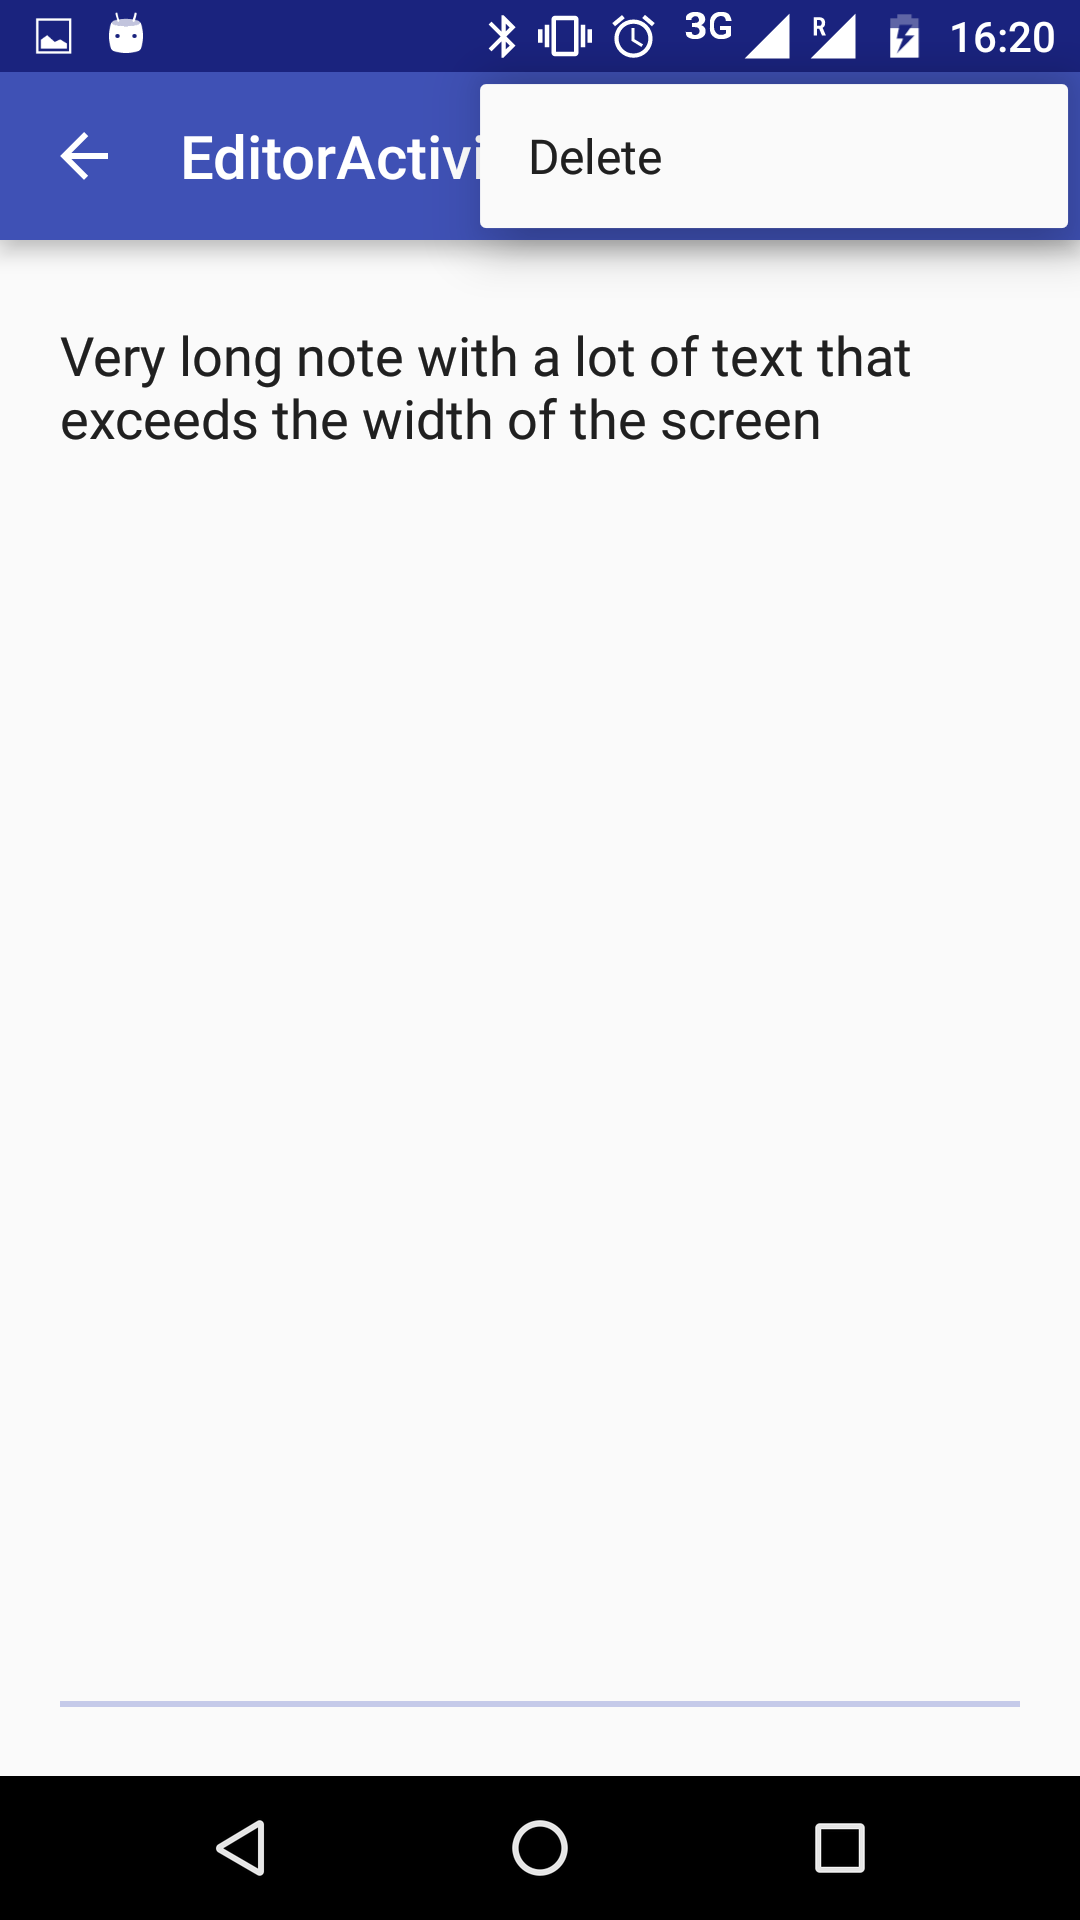 3G R 16:20
EditorActivi Delete
Very long note with a lot of text that
exceeds the width of the screen